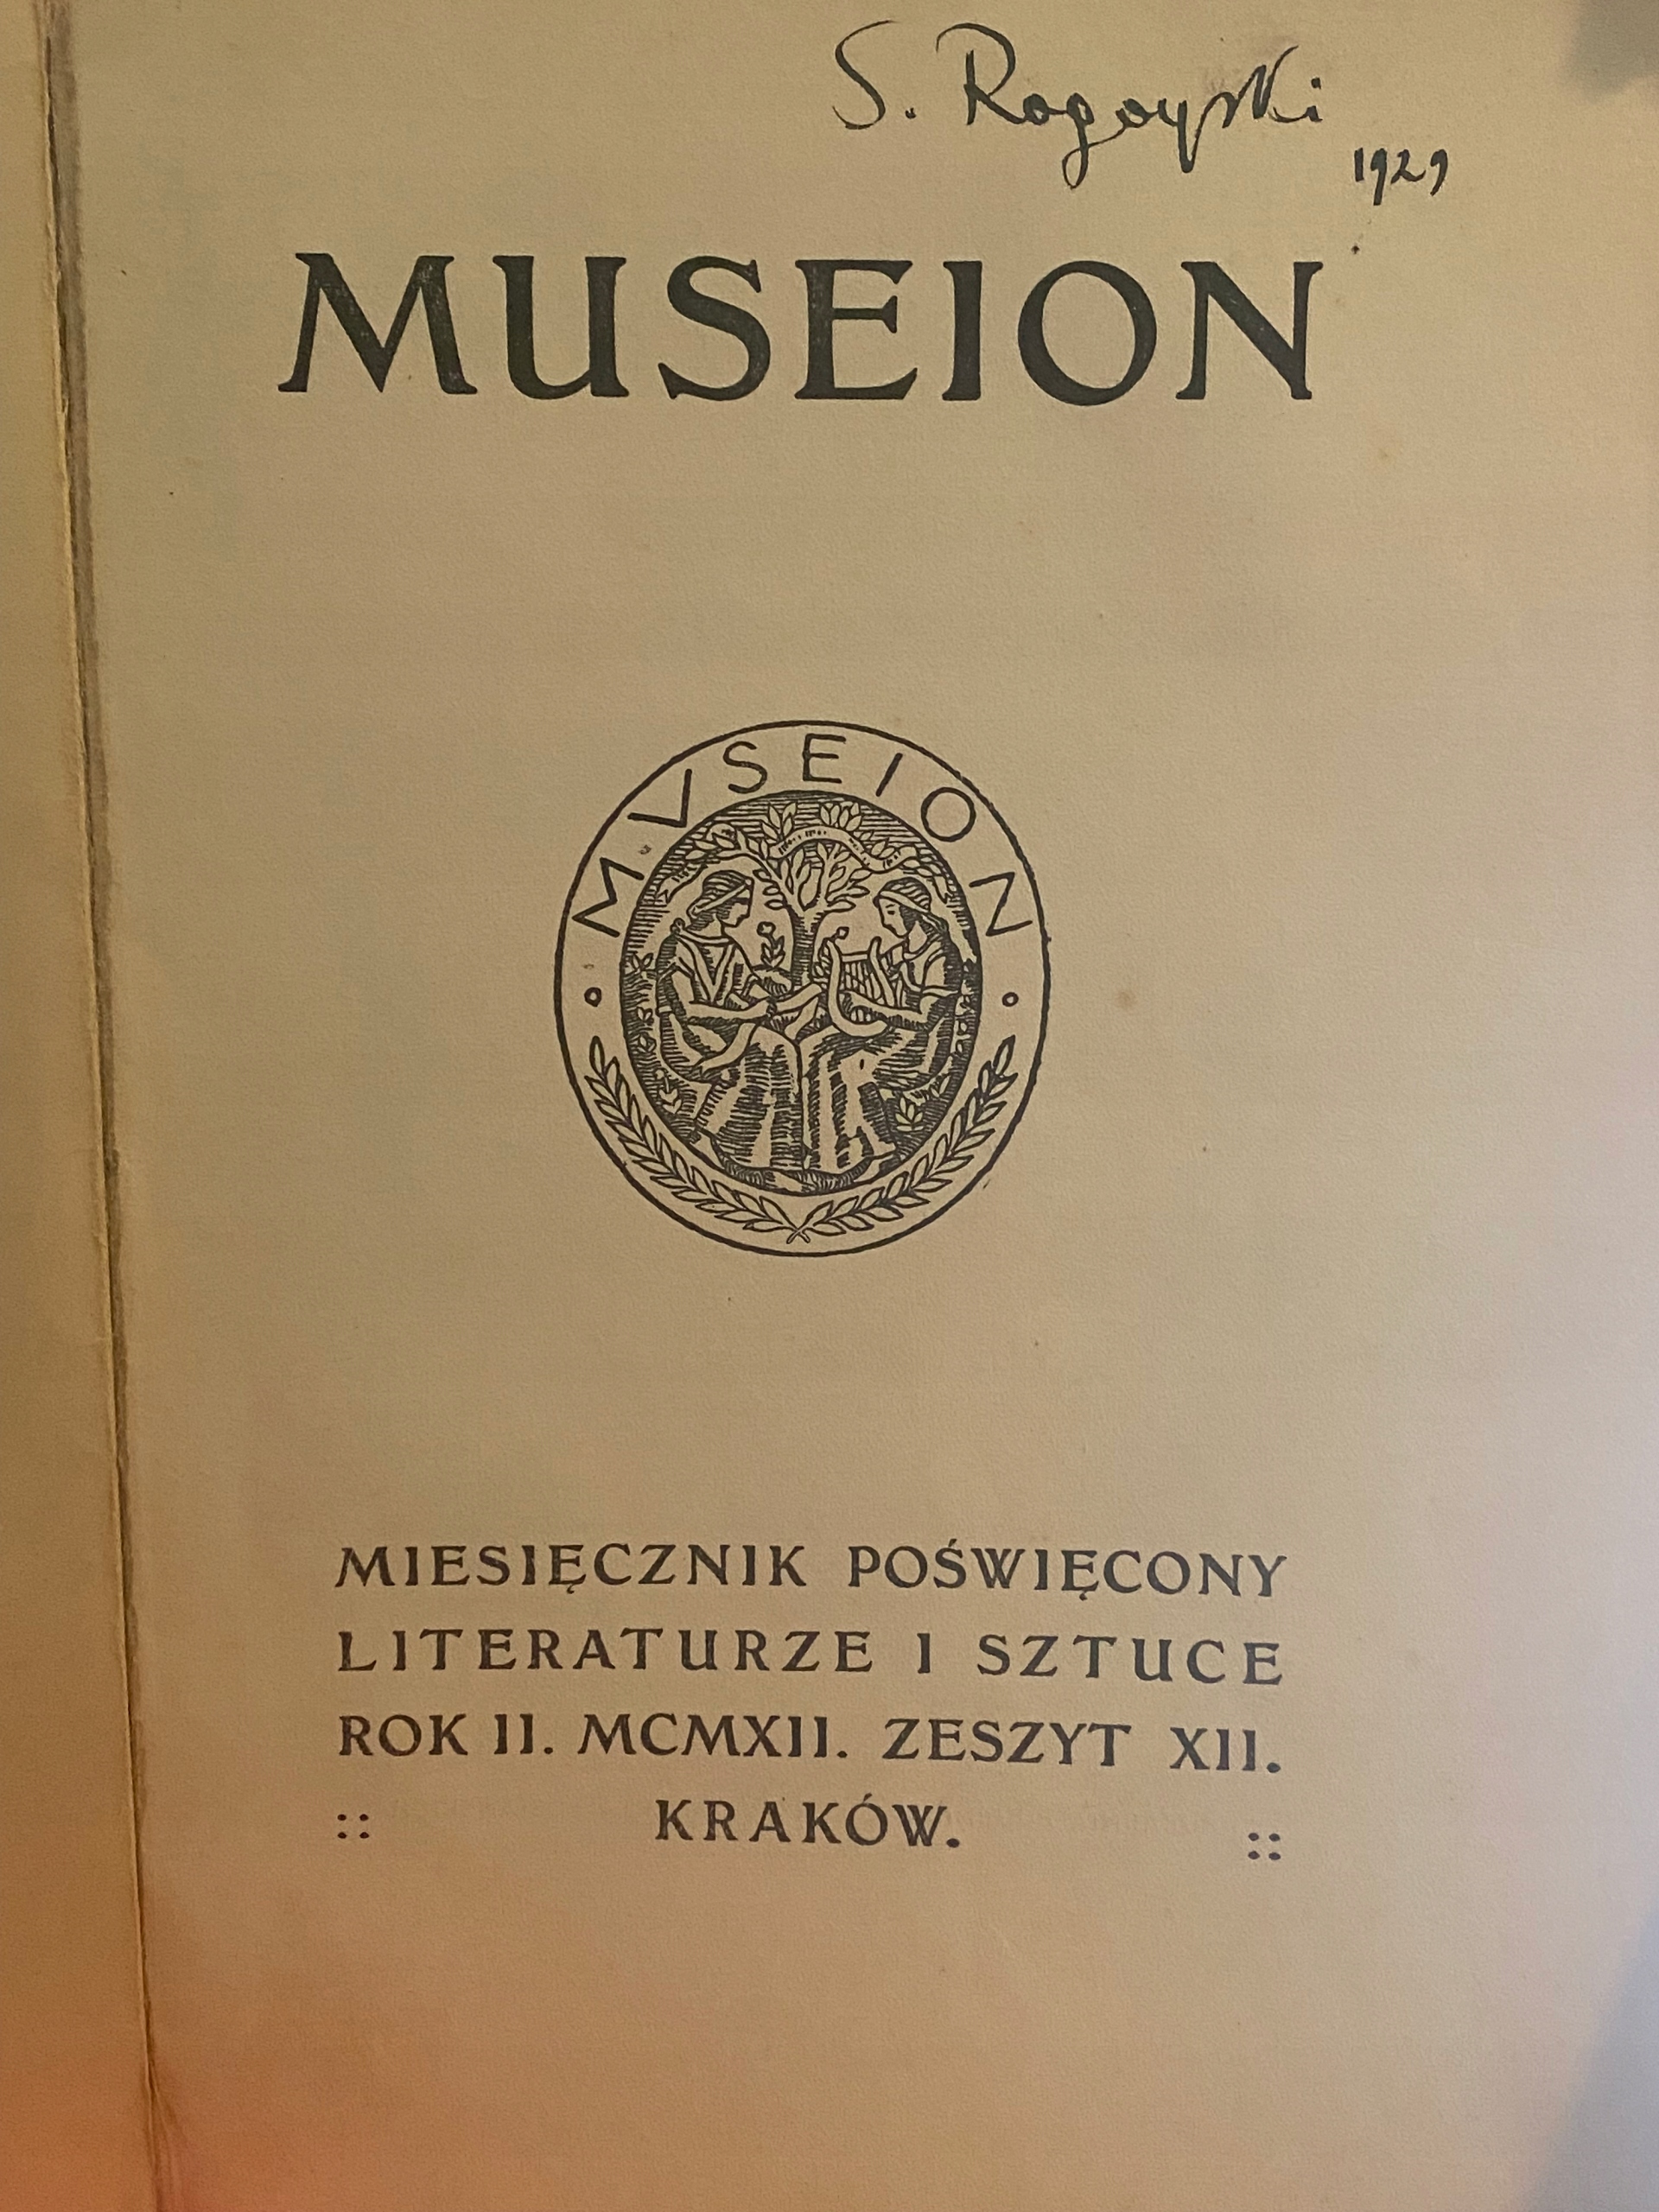 S. Rogoyski
1929
MUSEION
MVSEION
MIESIĘCZNIK POŚWIĘCONY
LITERATURZE I SZTUCE
ROK II. MCMXII. ZESZYT XII.
:: KRAKÓW. ::